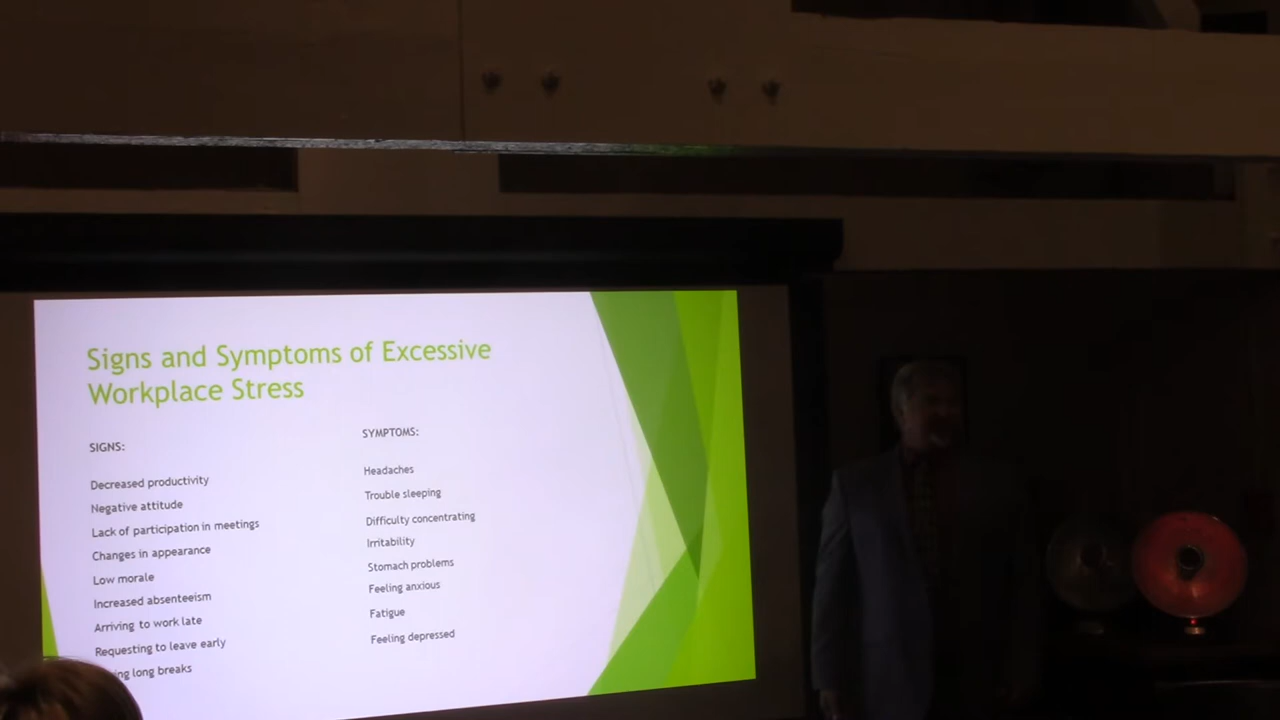 Signs and Symptoms of Excessive
Workplace Stress
SIGNS:
Decreased productivity
Negative attitude
Lack of participation in meetings
Changes in appearance
Low morale
Increased absenteeism
Arriving to work late
Requesting to leave early
long breaks
SYMPTOMS:
Headaches
Trouble sleeping
Difficulty concentrating
Irritability
Stomach problems
Feeling anxious
Fatigue
Feeling depressed